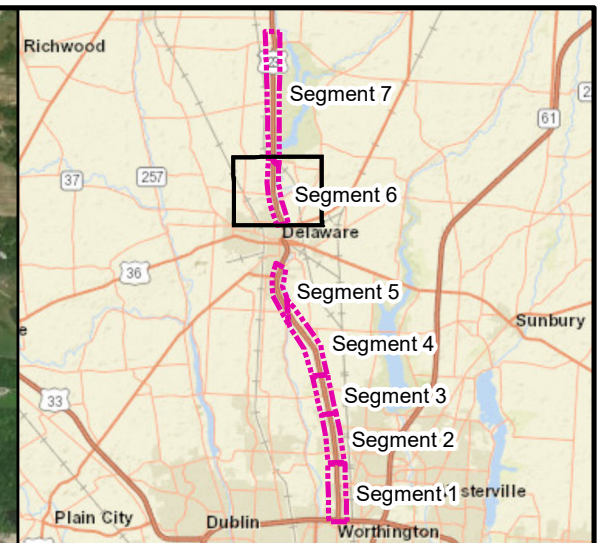 Richwood
Segment 7
61
37
257
Segment 6
Delaware
36
Segment 5
Sunbury
Segment 4
33
Segment 3
Segment 2
Segment 1
sterville
Plain City
Dublin
Worthington